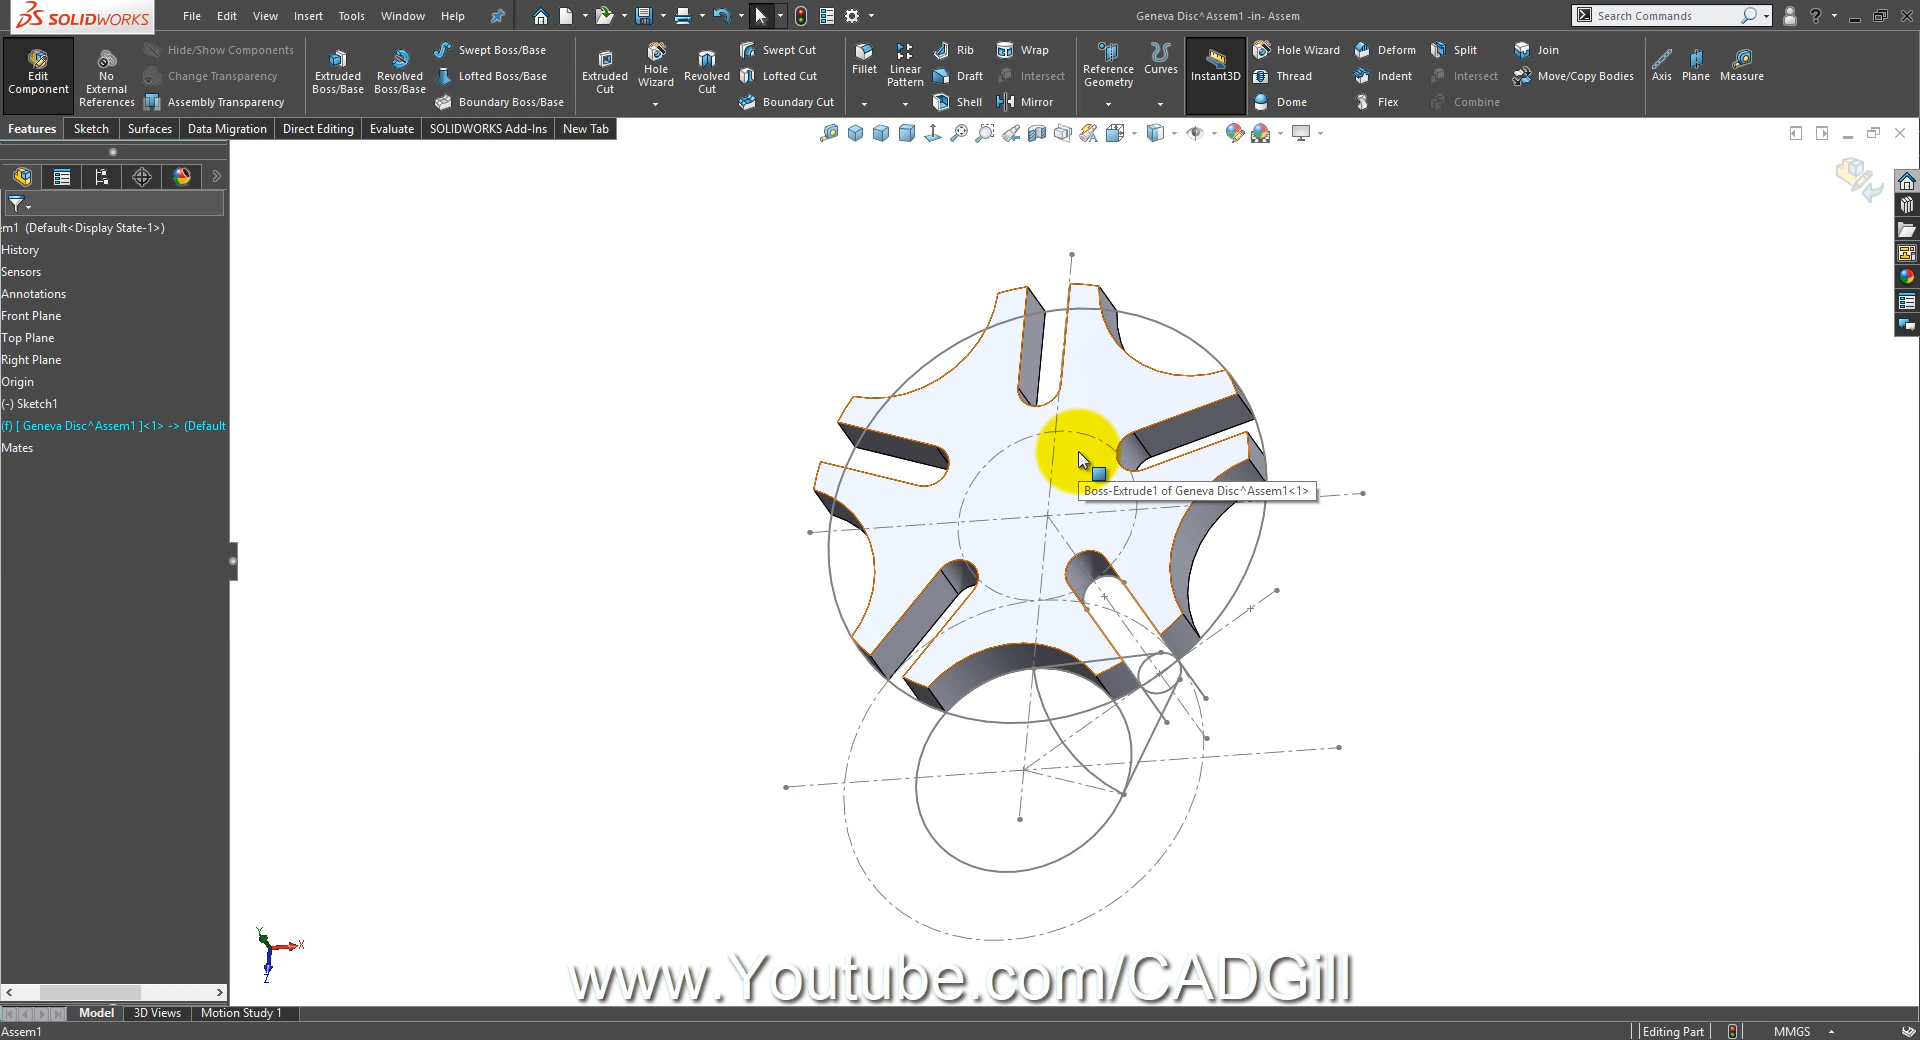 SOLIDWORKS File Edit View Insert Tools Window Help Geneva Disc^Assem1 -in- Assem Search Commands
Edit Component
No External References
Hide/Show Components
Change Transparency
Assembly Transparency
Extruded Boss/Base
Revolved Boss/Base
Swept Boss/Base
Lofted Boss/Base
Boundary Boss/Base
Extruded Cut
Hole Wizard
Revolved Cut
Swept Cut
Lofted Cut
Boundary Cut
Fillet
Linear Pattern
Rib
Draft
Shell
Wrap
Intersect
Mirror
Reference Geometry
Curves
Instant3D
Hole Wizard
Thread
Dome
Deform
Indent
Flex
Split
Intersect
Combine
Join
Move/Copy Bodies
Axis
Plane
Measure
Features Sketch Surfaces Data Migration Direct Editing Evaluate SOLIDWORKS Add-Ins New Tab
em1 (Default<Display State-1>)
History
Sensors
Annotations
Front Plane
Top Plane
Right Plane
Origin
(-) Sketch1
(f) [ Geneva Disc^Assem1 ]<1> -> (Default
Mates
Boss-Extrude1 of Geneva Disc^Assem1<1>
Y
X
Z
www.Youtube.com/CADGill
Model 3D Views Motion Study 1
Assem1 Editing Part MMGS